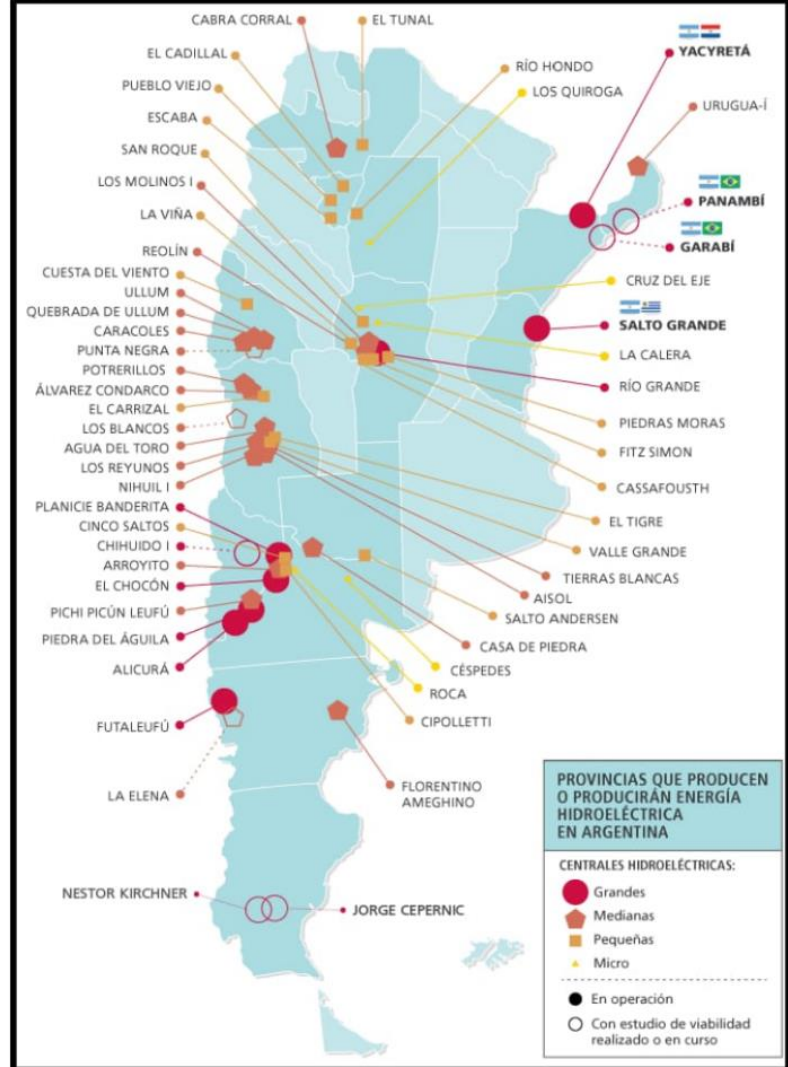 CABRA CORRAL
EL TUNAL
EL CADILLAL
PUEBLO VIEJO
ESCABA
SAN ROQUE
LOS MOLINOS I
LA VIÑA
REOLÍN
CUESTA DEL VIENTO
ULLUM
QUEBRADA DE ULLUM
CARACOLES
PUNTA NEGRA
POTRERILLOS
ÁLVAREZ CONDARCO
EL CARRIZAL
LOS BLANCOS
AGUA DEL TORO
LOS REYUNOS
NIHUIL I
PLANICIE BANDERITA
CINCO SALTOS
CHIHUIDO I
ARROYITO
EL CHOCÓN
PICHI PICÚN LEUFÚ
PIEDRA DEL ÁGUILA
ALICURÁ
FUTALEUFÚ
LA ELENA
NESTOR KIRCHNER
YACYRETÁ
RÍO HONDO
LOS QUIROGA
URUGUA-Í
PANAMBÍ
GARABÍ
CRUZ DEL EJE
SALTO GRANDE
LA CALERA
RÍO GRANDE
PIEDRAS MORAS
FITZ SIMON
CASSAFOUSTH
EL TIGRE
VALLE GRANDE
TIERRAS BLANCAS
AISOL
SALTO ANDERSEN
CASA DE PIEDRA
CÉSPEDES
ROCA
CIPOLLETTI
FLORENTINO
AMEGHINO
JORGE CEPERNIC
PROVINCIAS QUE PRODUCEN
O PRODUCIRÁN ENERGÍA
HIDROELÉCTRICA
EN ARGENTINA
CENTRALES HIDROELÉCTRICAS:
Grandes
Medianas
Pequeñas
Micro
En operación
Con estudio de viabilidad
realizado o en curso